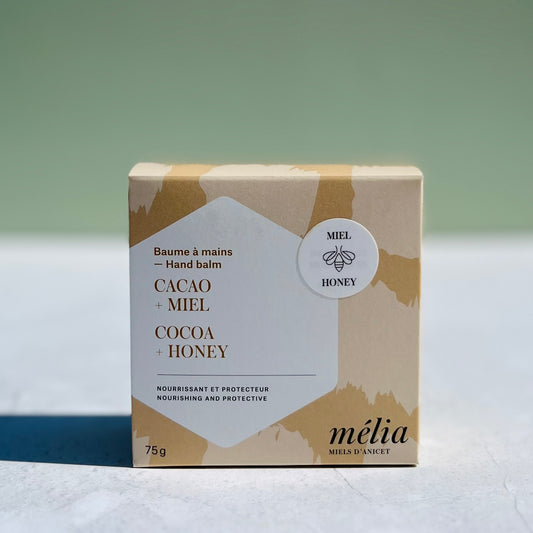 Baume à mains
— Hand balm
CACAO
+ MIEL
COCOA
+ HONEY
NOURRISSANT ET PROTECTEUR
NOURISHING AND PROTECTIVE
75 g
MIEL
HONEY
mélia
MIELS D'ANICET